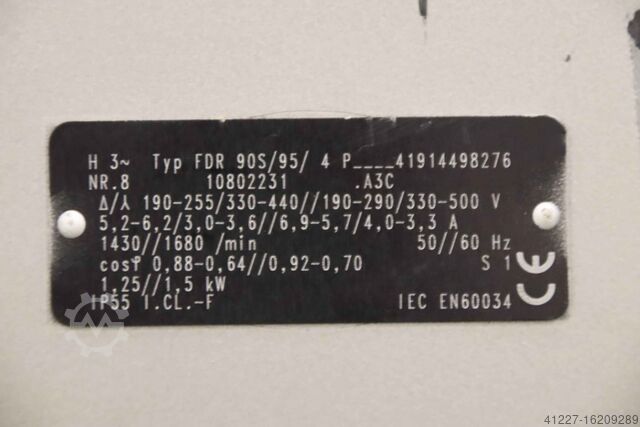 H 3~ Typ FDR 90S/95/ 4 P____41914498276
NR.8 10802231 .A3C
Δ/⅄ 190-255/330-440//190-290/330-500 V
5,2-6,2/3,0-3,6//6,9-5,7/4,0-3,3 A
1430//1680 /min 50//60 Hz
cosφ 0,88-0,64//0,92-0,70 S 1
1,25//1,5 kW
IP55 I.CL.-F IEC EN60034
CE
41227-16209289